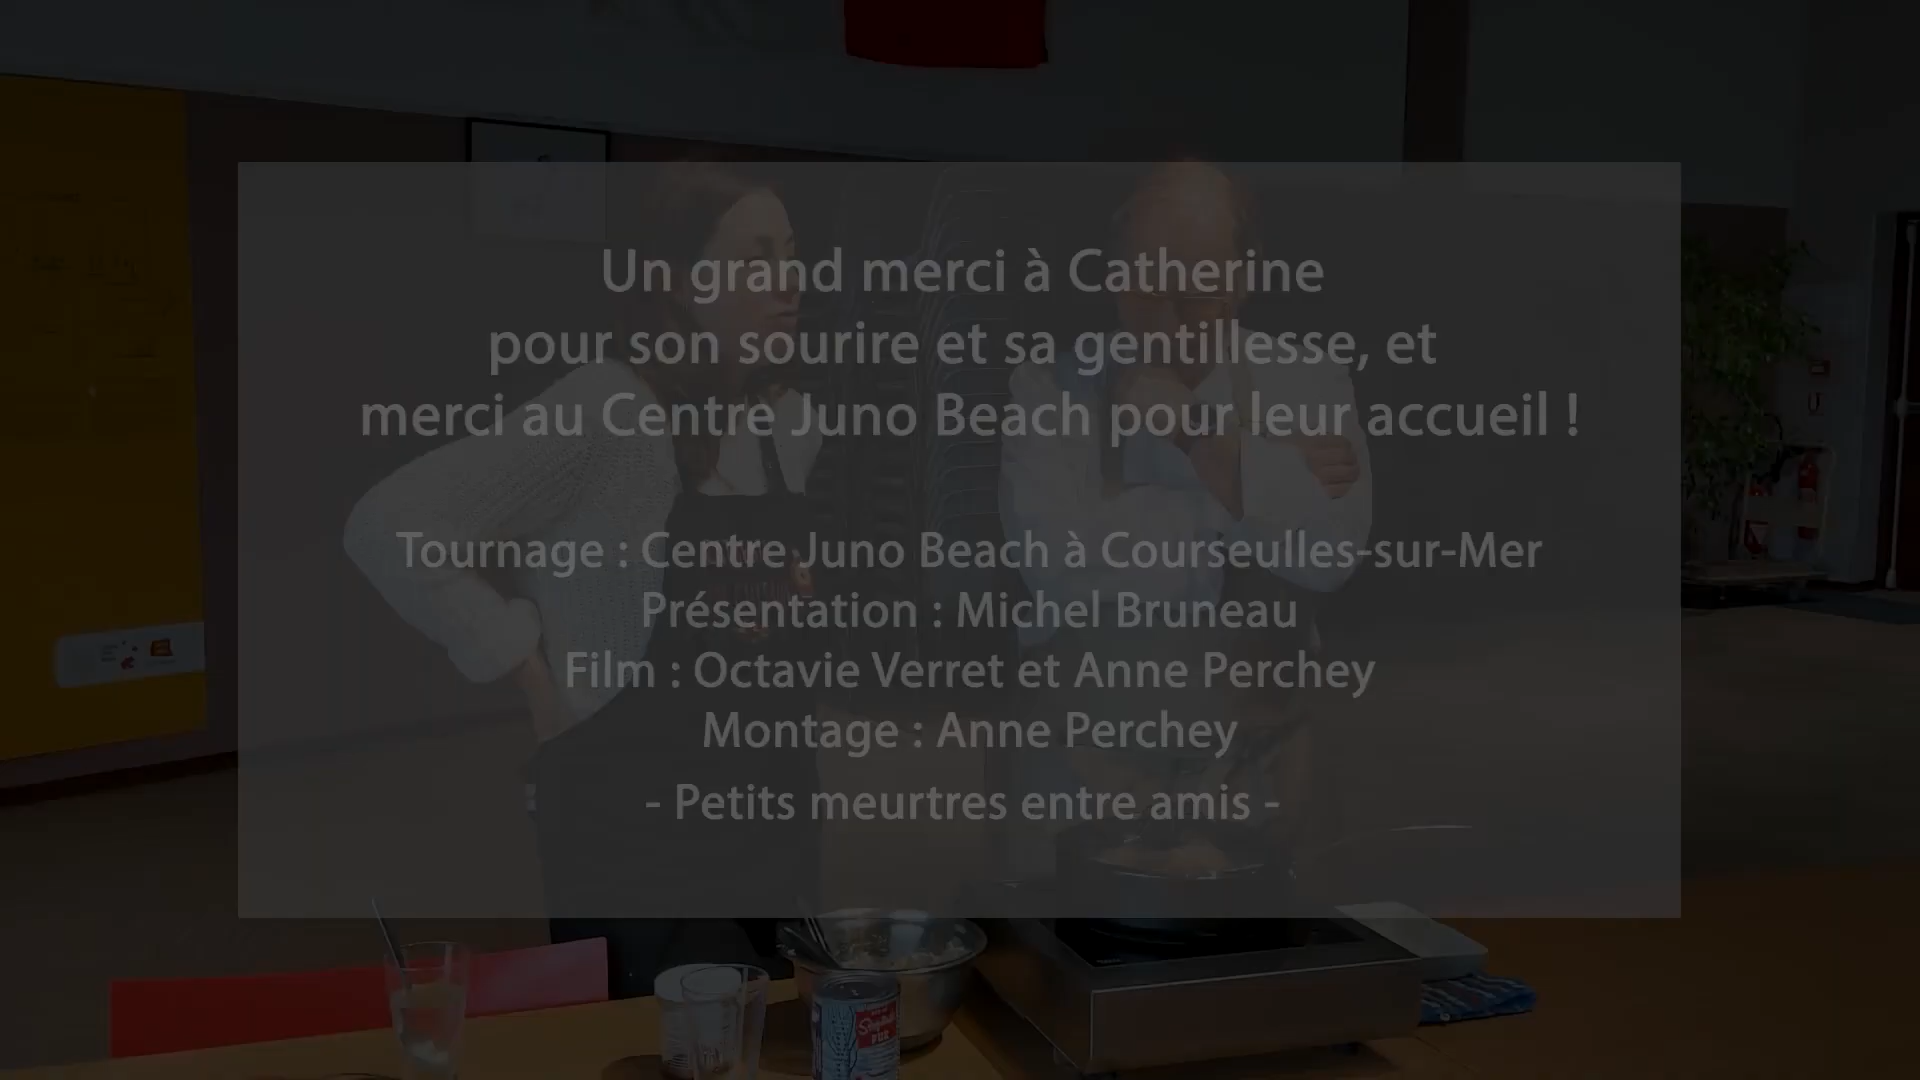 Un grand merci à Catherine
pour son sourire et sa gentillesse, et
merci au Centre Juno Beach pour leur accueil !
Tournage : Centre Juno Beach à Courseulles-sur-Mer
Présentation : Michel Bruneau
Film : Octavie Verret et Anne Perchey
Montage : Anne Perchey
- Petits meurtres entre amis -